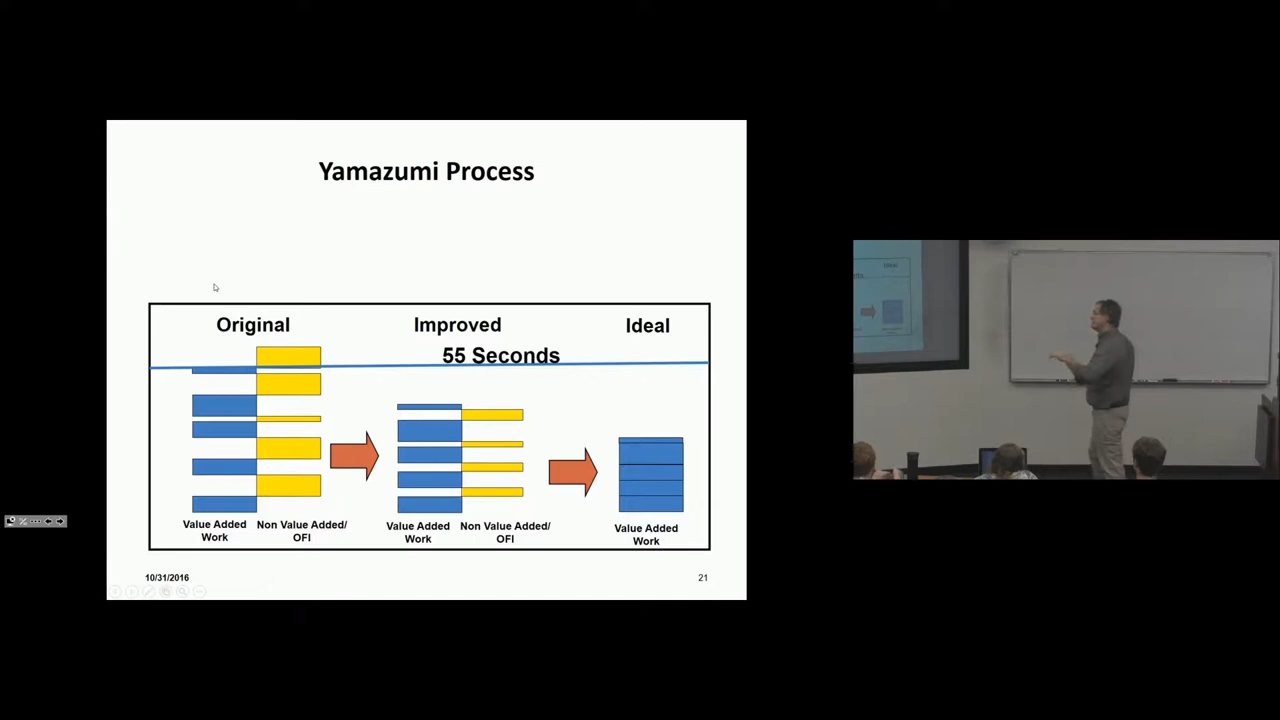 Yamazumi Process
Original
Improved
Ideal
55 Seconds
Value Added
Work
Non Value Added/
OFI
Value Added
Work
Non Value Added/
OFI
Value Added
Work
10/31/2016
21